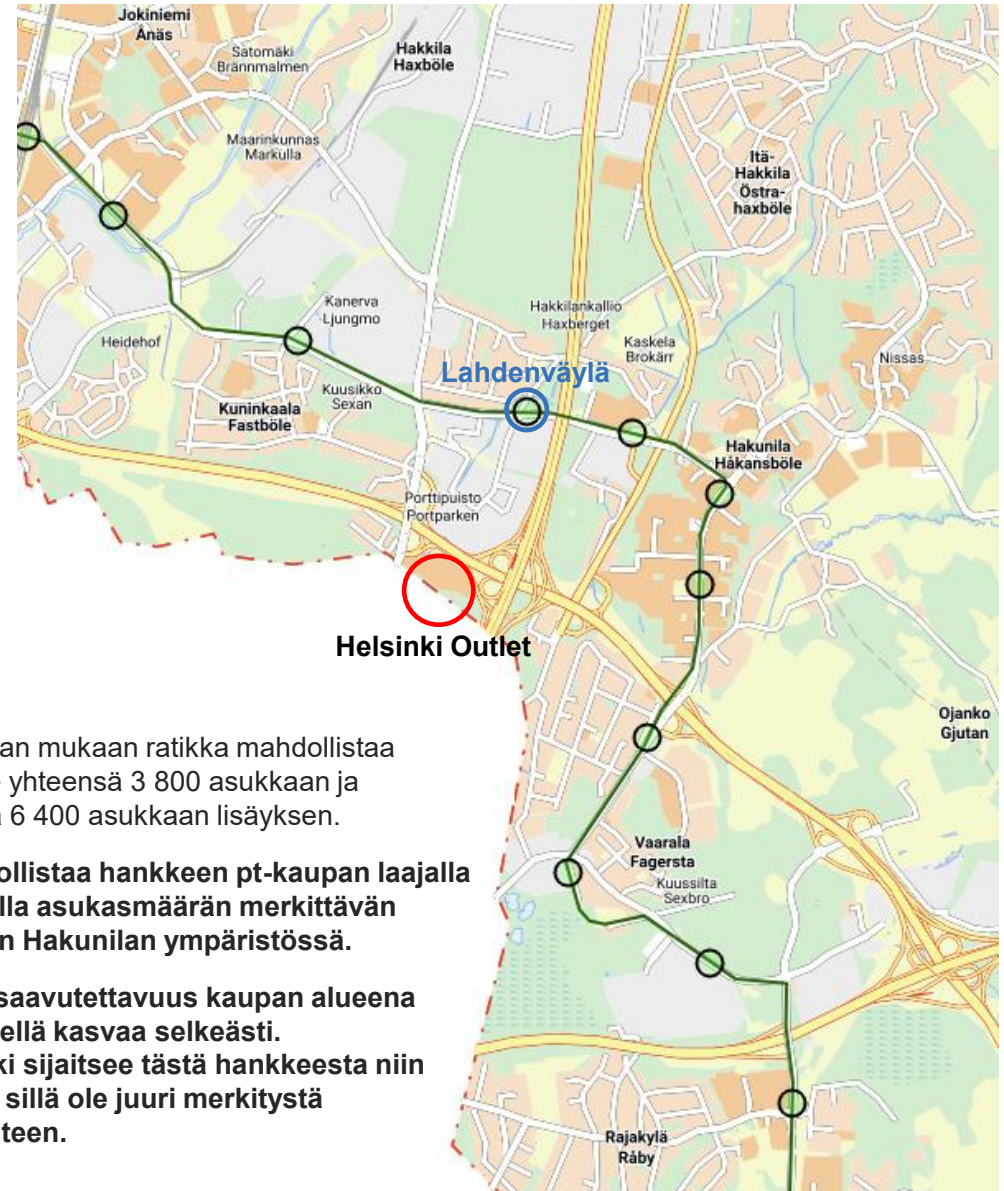 Jokiniemi
Ånäs
Satomäki
Brännmalmen
Hakkila
Haxböle
Maarinkunnas
Markulla
Itä-
Hakkila
Östra-
haxböle
Kanerva
Ljungmo
Hakkilankallio
Haxberget
Heidehof
Kaskela
Brokärr
Nissas
Lahdenväylä
Kuusikko
Sexan
Kuninkaala
Fastböle
Hakunila
Håkansböle
Porttipuisto
Portparken
Helsinki Outlet
Ojanko
Gjutan
an mukaan ratikka mahdollistaa
yhteensä 3 800 asukkaan ja
6 400 asukkaan lisäyksen.
ollistaa hankkeen pt-kaupan laajalla
lla asukasmäärän merkittävän
n Hakunilan ympäristössä.
Vaarala
Fagersta
Kuussilta
Sexbro
saavutettavuus kaupan alueena
ellä kasvaa selkeästi.
ki sijaitsee tästä hankkeesta niin
sillä ole juuri merkitystä
teen.
Rajakylä
Råby